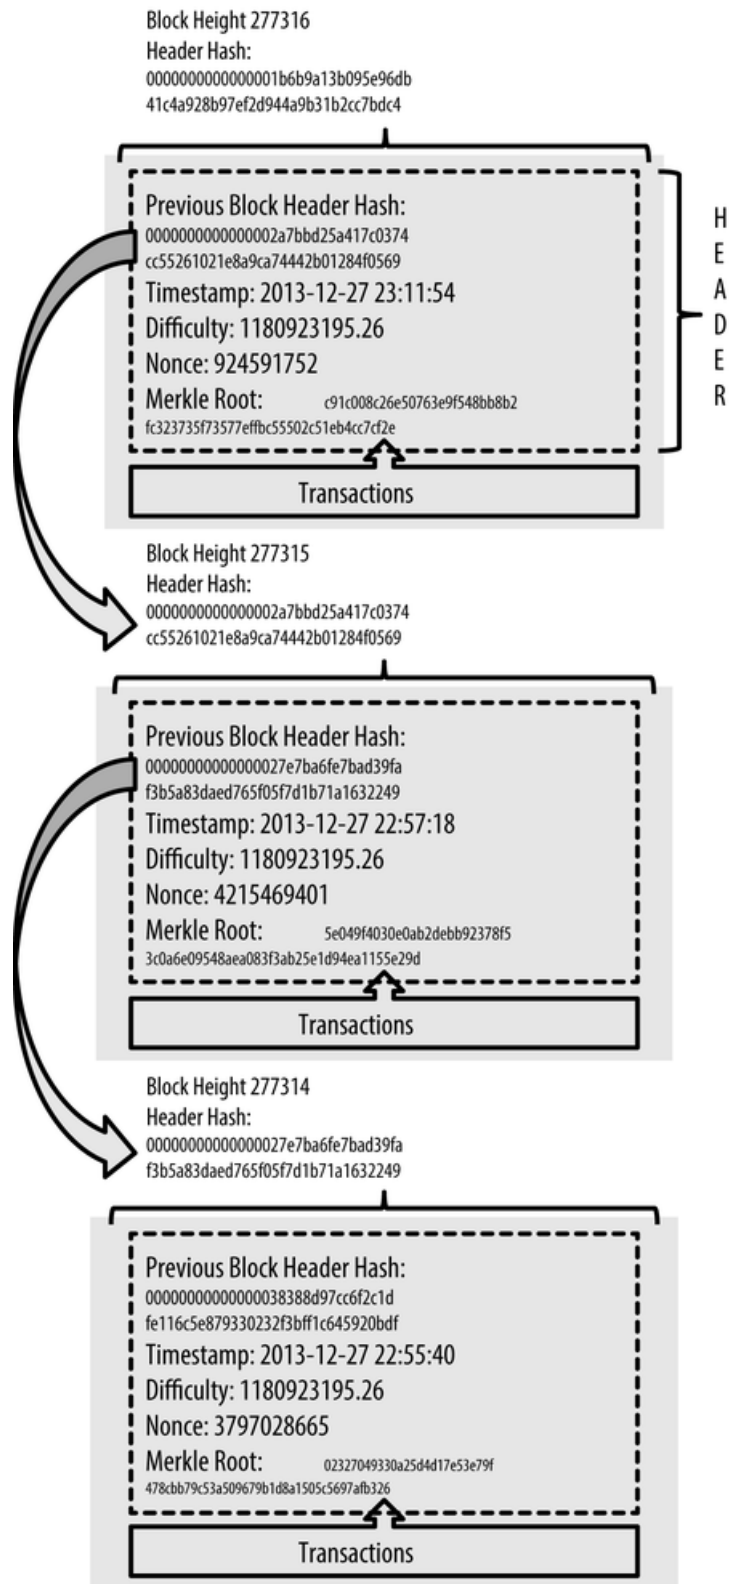 Block Height 277316
Header Hash:
0000000000000001b6b9a13b095e96db
41c4a928b97ef2d944a9b31b2cc7bdc4
Previous Block Header Hash:
0000000000000002a7bbd25a417c0374
cc55261021e8a9ca74442b01284f0569
Timestamp: 2013-12-27 23:11:54
Difficulty: 1180923195.26
Nonce: 924591752
Merkle Root: c91c008c26e50763e9f548bb8b2
fc323735f73577effbc55502c51eb4cc7cf2e
Transactions
HEADER
Block Height 277315
Header Hash:
0000000000000002a7bbd25a417c0374
cc55261021e8a9ca74442b01284f0569
Previous Block Header Hash:
00000000000000027e7ba6fe7bad39fa
f3b5a83daed765f05f7d1b71a1632249
Timestamp: 2013-12-27 22:57:18
Difficulty: 1180923195.26
Nonce: 4215469401
Merkle Root: 5e049f4030e0ab2debb92378f5
3c0a6e09548aea083f3ab25e1d94ea1155e29d
Transactions
Block Height 277314
Header Hash:
00000000000000027e7ba6fe7bad39fa
f3b5a83daed765f05f7d1b71a1632249
Previous Block Header Hash:
00000000000000038388d97cc6f2c1d
fe116c5e879330232f3bff1c645920bdf
Timestamp: 2013-12-27 22:55:40
Difficulty: 1180923195.26
Nonce: 3797028665
Merkle Root: 02327049330a25d4d17e53e79f
478cbb79c53a509679b1d8a1505c5697afb326
Transactions